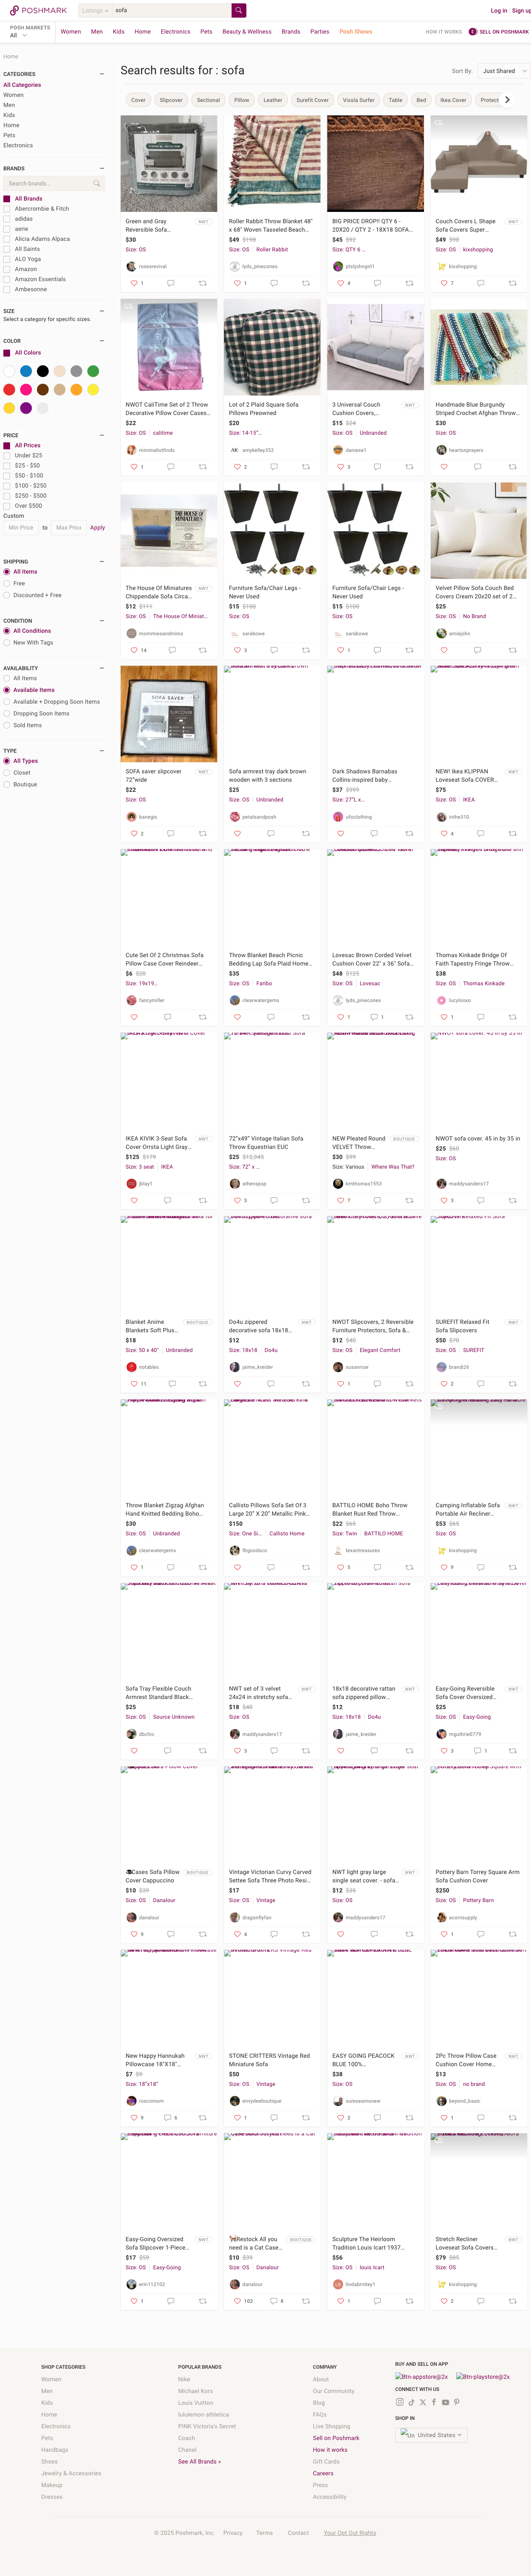 POSHMARK
Listings
sofa
Log in
Sign up
POSH MARKETS
All
Women Men Kids Home Electronics Pets Beauty & Wellness Brands Parties Posh Shows
HOW IT WORKS
SELL ON POSHMARK
Home
CATEGORIES
All Categories
Women
Men
Kids
Home
Pets
Electronics
BRANDS
Search brands...
All Brands
Abercrombie & Fitch
adidas
aerie
Alicia Adams Alpaca
All Saints
ALO Yoga
Amazon
Amazon Essentials
Ambesonne
SIZE
Select a category for specific sizes.
COLOR
All Colors
PRICE
All Prices
Under $25
$25 - $50
$50 - $100
$100 - $250
$250 - $500
Over $500
Custom
Min Price to Max Price Apply
SHIPPING
All Items
Free
Discounted + Free
CONDITION
All Conditions
New With Tags
AVAILABILITY
All Items
Available Items
Available + Dropping Soon Items
Dropping Soon Items
Sold Items
TYPE
All Types
Closet
Boutique
Search results for : sofa
Sort By: Just Shared
Cover Slipcover Sectional Pillow Leather Surefit Cover Vissla Surfer Table Bed Ikea Cover Protect
Green and Gray
Reversible Sofa...
NWT
$30
Size: OS
roaesrevival
1
Roller Rabbit Throw Blanket 48"
x 68" Woven Tasseled Beach...
$49 $198
Size: OS Roller Rabbit
lyds_pinecones
1
BIG PRICE DROP!! QTY 6 -
20X20 / QTY 2 - 18X18 SOFA...
$45 $92
Size: QTY 6 ...
ptstjohngirl1
4
Couch Covers L Shape
Sofa Covers Super...
NWT
$49 $90
Size: OS kixshopping
kixshopping
7
NWOT CaliTime Set of 2 Throw
Decorative Pillow Cover Cases...
$22
Size: OS calitime
minimalistfinds
1
Lot of 2 Plaid Square Sofa
Pillows Preowned
$20
Size: 14-15"...
amykelley352
2
3 Universal Couch
Cushion Covers,...
NWT
$15 $24
Size: OS Unbranded
daniese1
3
Handmade Blue Burgundy
Striped Crochet Afghan Throw...
$30
Size: OS
heartsnprayers
The House Of Miniatures
Chippendale Sofa Circa...
NWT
$12 $111
Size: OS The House Of Miniat...
mommiesandminis
14
Furniture Sofa/Chair Legs -
Never Used
$15 $100
Size: OS
sarabowe
3
Furniture Sofa/Chair Legs -
Never Used
$15 $100
Size: OS
sarabowe
1
Velvet Pillow Sofa Couch Bed
Covers Cream 20x20 set of 2...
$25
Size: OS No Brand
amiejohn
SOFA saver slipcover
72"wide
NWT
$22
Size: OS
banegis
2
Sofa armrest tray dark brown
wooden with 3 sections
$25
Size: OS Unbranded
petalsandposh
Dark Shadows Barnabas
Collins-inspired baby...
$37 $999
Size: 27"L x...
ufoclothing
NEW! Ikea KLIPPAN
Loveseat Sofa COVER...
NWT
$75
Size: OS IKEA
inthe310
4
Cute Set Of 2 Christmas Sofa
Pillow Case Cover Reindeer...
$6 $20
Size: 19x19...
fancymiller
Throw Blanket Beach Picnic
Bedding Lap Sofa Plaid Home...
$35
Size: OS Fanbo
clearwatergems
Lovesac Brown Corded Velvet
Cushion Cover 22" x 36" Sofa...
$48 $125
Size: OS Lovesac
lyds_pinecones
1
1
Thomas Kinkade Bridge Of
Faith Tapestry Fringe Throw...
$38
Size: OS Thomas Kinkade
lucylooxo
1
IKEA KIVIK 3-Seat Sofa
Cover Orrsta Light Gray...
NWT
$125 $179
Size: 3 seat IKEA
jblay1
72"x49" Vintage Italian Sofa
Throw Equestrian EUC
$25 $12,345
Size: 72" x ...
athenspap
3
NEW Pleated Round
VELVET Throw...
BOUTIQUE
$30 $99
Size: Various Where Was That?
kmthomas1953
7
NWOT sofa cover. 45 in by 35 in
NWOT sofa cover. 45 in by 35 in
$25 $60
Size: OS
maddysanders17
3
Blanket Anime
Blankets Soft Plus...
BOUTIQUE
$18
Size: 50 x 40" Unbranded
notables
11
Do4u zippered
decorative sofa 18x18...
NWT
$12
Size: 18x18 Do4u
jaime_kreider
NWOT Slipcovers, 2 Reversible
Furniture Protectors, Sofa &...
$12 $40
Size: OS Elegant Comfort
susannsar
1
SUREFIT Relaxed Fit
Sofa Slipcovers
NWT
$50 $70
Size: OS SUREFIT
brandi26
2
Throw Blanket Zigzag Afghan
Hand Knitted Bedding Boho...
$30
Size: OS Unbranded
clearwatergems
1
Callisto Pillows Sofa Set Of 3
Large 20" X 20" Metallic Pink...
$150
Size: One Si... Callisto Home
fbgoodsco
BATTILO HOME Boho Throw
Blanket Rust Red Throw...
$22 $65
Size: Twin BATTILO HOME
texantreasures
5
Camping Inflatable Sofa
Portable Air Recliner...
NWT
$53 $65
Size: OS
kixshopping
9
Sofa Tray Flexible Couch
Armrest Standard Black...
$25
Size: OS Source Unknown
dbchic
NWT set of 3 velvet
24x24 in stretchy sofa...
NWT
$18 $40
Size: OS
maddysanders17
3
18x18 decorative rattan
sofa zippered pillow...
NWT
$12
Size: 18x18 Do4u
jaime_kreider
Easy-Going Reversible
Sofa Cover Oversized...
NWT
$25
Size: OS Easy-Going
mguthrie0779
3
1
Cases Sofa Pillow
Cover Cappuccino
BOUTIQUE
$10 $39
Size: OS Danalour
danalour
9
Vintage Victorian Curvy Carved
Settee Sofa Three Photo Resi...
$17
Size: OS Vintage
dragonflyfan
4
NWT light gray large
single seat cover. - sofa...
NWT
$12 $35
Size: OS
maddysanders17
Pottery Barn Torrey Square Arm
Sofa Cushion Cover
$250
Size: OS Pottery Barn
acornsupply
1
New Happy Hannukah
Pillowcase 18"X18"...
NWT
$7 $9
Size: 18"x18"
roscomom
9
6
STONE CRITTERS Vintage Red
Miniature Sofa
$50
Size: OS Vintage
envydeeboutique
1
EASY GOING PEACOCK
BLUE 100%...
NWT
$38
Size: OS
sureseamsnew
2
2Pc Throw Pillow Case
Cushion Cover Home...
NWT
$13
Size: OS no brand
beyond_basic
1
Easy-Going Oversized
Sofa Slipcover 1-Piece...
NWT
$17 $59
Size: OS Easy-Going
erin112102
1
Restock All you
need is a Cat Case...
BOUTIQUE
$10 $39
Size: OS Danalour
danalour
102
8
Sculpture The Heirloom
Tradition Louis Icart 1937...
$56
Size: OS louis Icart
lindabmiley1
1
Stretch Recliner
Loveseat Sofa Covers...
NWT
$79 $85
Size: OS
kixshopping
2
SHOP CATEGORIES
Women
Men
Kids
Home
Electronics
Pets
Handbags
Shoes
Jewelry & Accessories
Makeup
Dresses
POPULAR BRANDS
Nike
Michael Kors
Louis Vuitton
lululemon athletica
PINK Victoria's Secret
Coach
Chanel
See All Brands »
COMPANY
About
Our Community
Blog
FAQs
Live Shopping
Sell on Poshmark
How it works
Gift Cards
Careers
Press
Accessibility
BUY AND SELL ON APP
Btn-appstore@2x Btn-playstore@2x
CONNECT WITH US
SHOP IN
United States
© 2025 Poshmark, Inc. Privacy Terms Contact Your Opt Out Rights